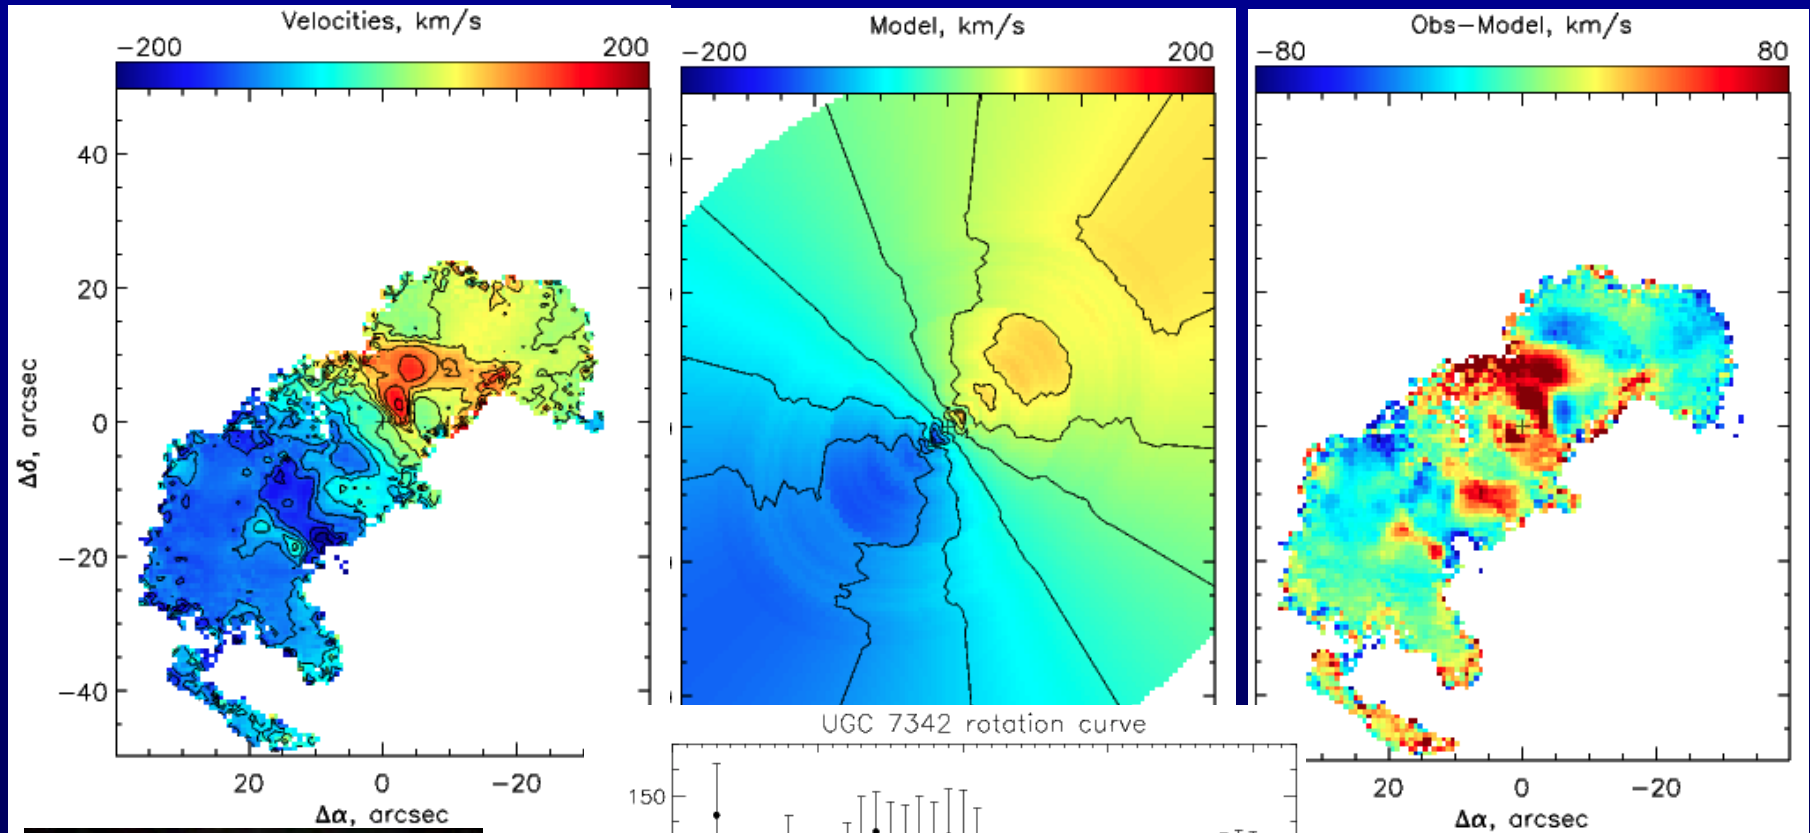 Velocities, km/s
−200 200
40
20
0
−20
−40
Δδ, arcsec
20 0 −20
Δα, arcsec
Model, km/s
−200 200
Obs−Model, km/s
−80 80
20 0 −20
Δα, arcsec
UGC 7342 rotation curve
150